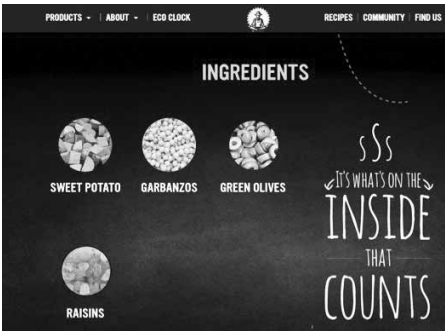 PRODUCTS ABOUT ECO CLOCK RECIPES COMMUNITY FIND US
INGREDIENTS
SWEET POTATO GARBANZOS GREEN OLIVES
RAISINS
sSs
IT'S WHAT'S ON THE
INSIDE
THAT
COUNTS